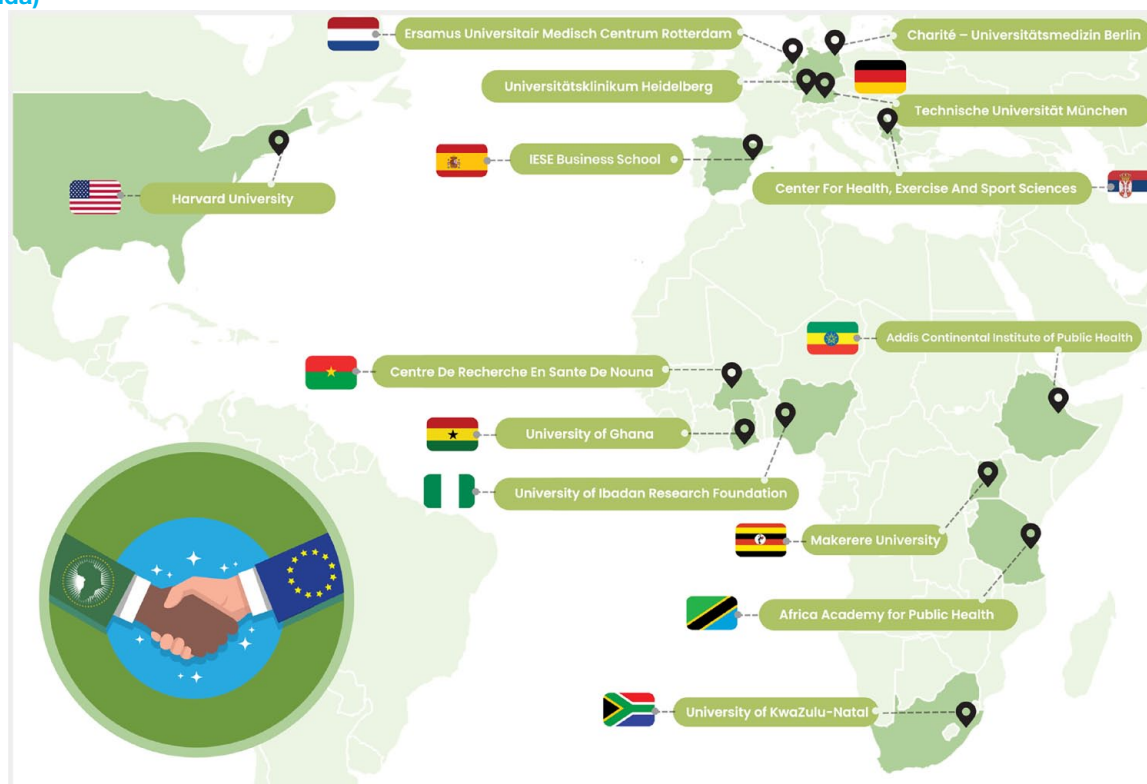 Ersamus Universitair Medisch Centrum Rotterdam
Charité – Universitätsmedizin Berlin
Universitätsklinikum Heidelberg
Technische Universität München
IESE Business School
Center For Health, Exercise And Sport Sciences
Harvard University
Addis Continental Institute of Public Health
Centre De Recherche En Sante De Nouna
University of Ghana
University of Ibadan Research Foundation
Makerere University
Africa Academy for Public Health
University of KwaZulu-Natal